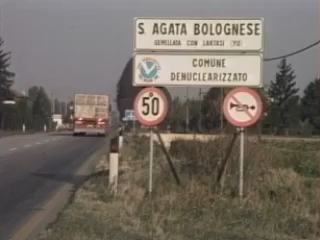 S. AGATA BOLOGNESE
GEMELLATA CON LAKTASI (YU)
COMUNE
DENUCLEARIZZATO
50